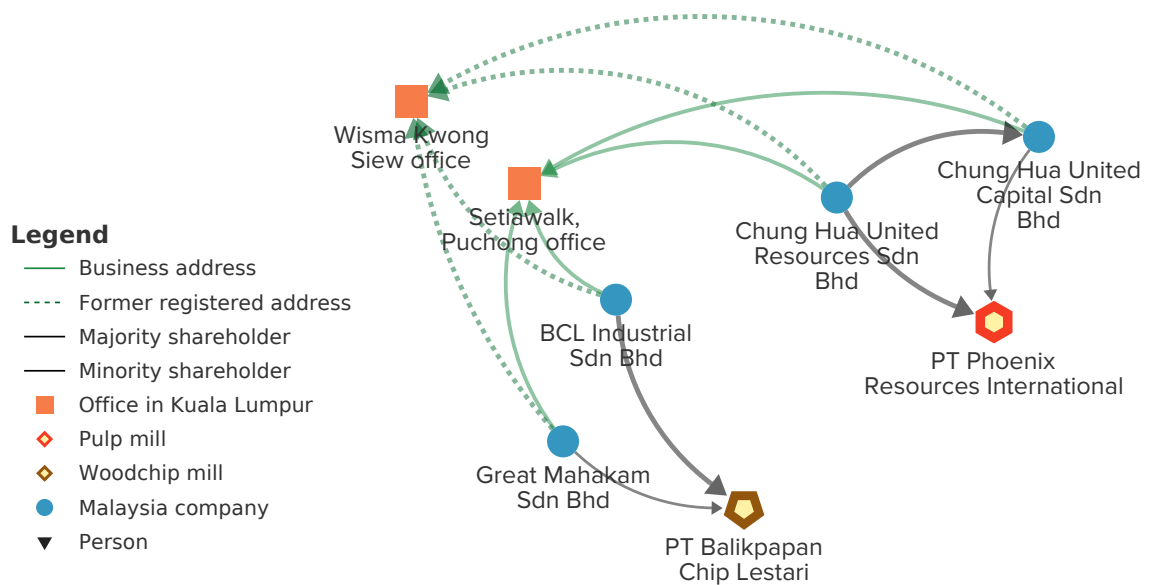 Wisma Kwong
Siew office
Setiawalk,
Puchong office
Chung Hua United
Capital Sdn
Bhd
Chung Hua United
Resources Sdn
Bhd
BCL Industrial
Sdn Bhd
PT Phoenix
Resources International
Great Mahakam
Sdn Bhd
PT Balikpapan
Chip Lestari
Legend
Business address
Former registered address
Majority shareholder
Minority shareholder
Office in Kuala Lumpur
Pulp mill
Woodchip mill
Malaysia company
Person